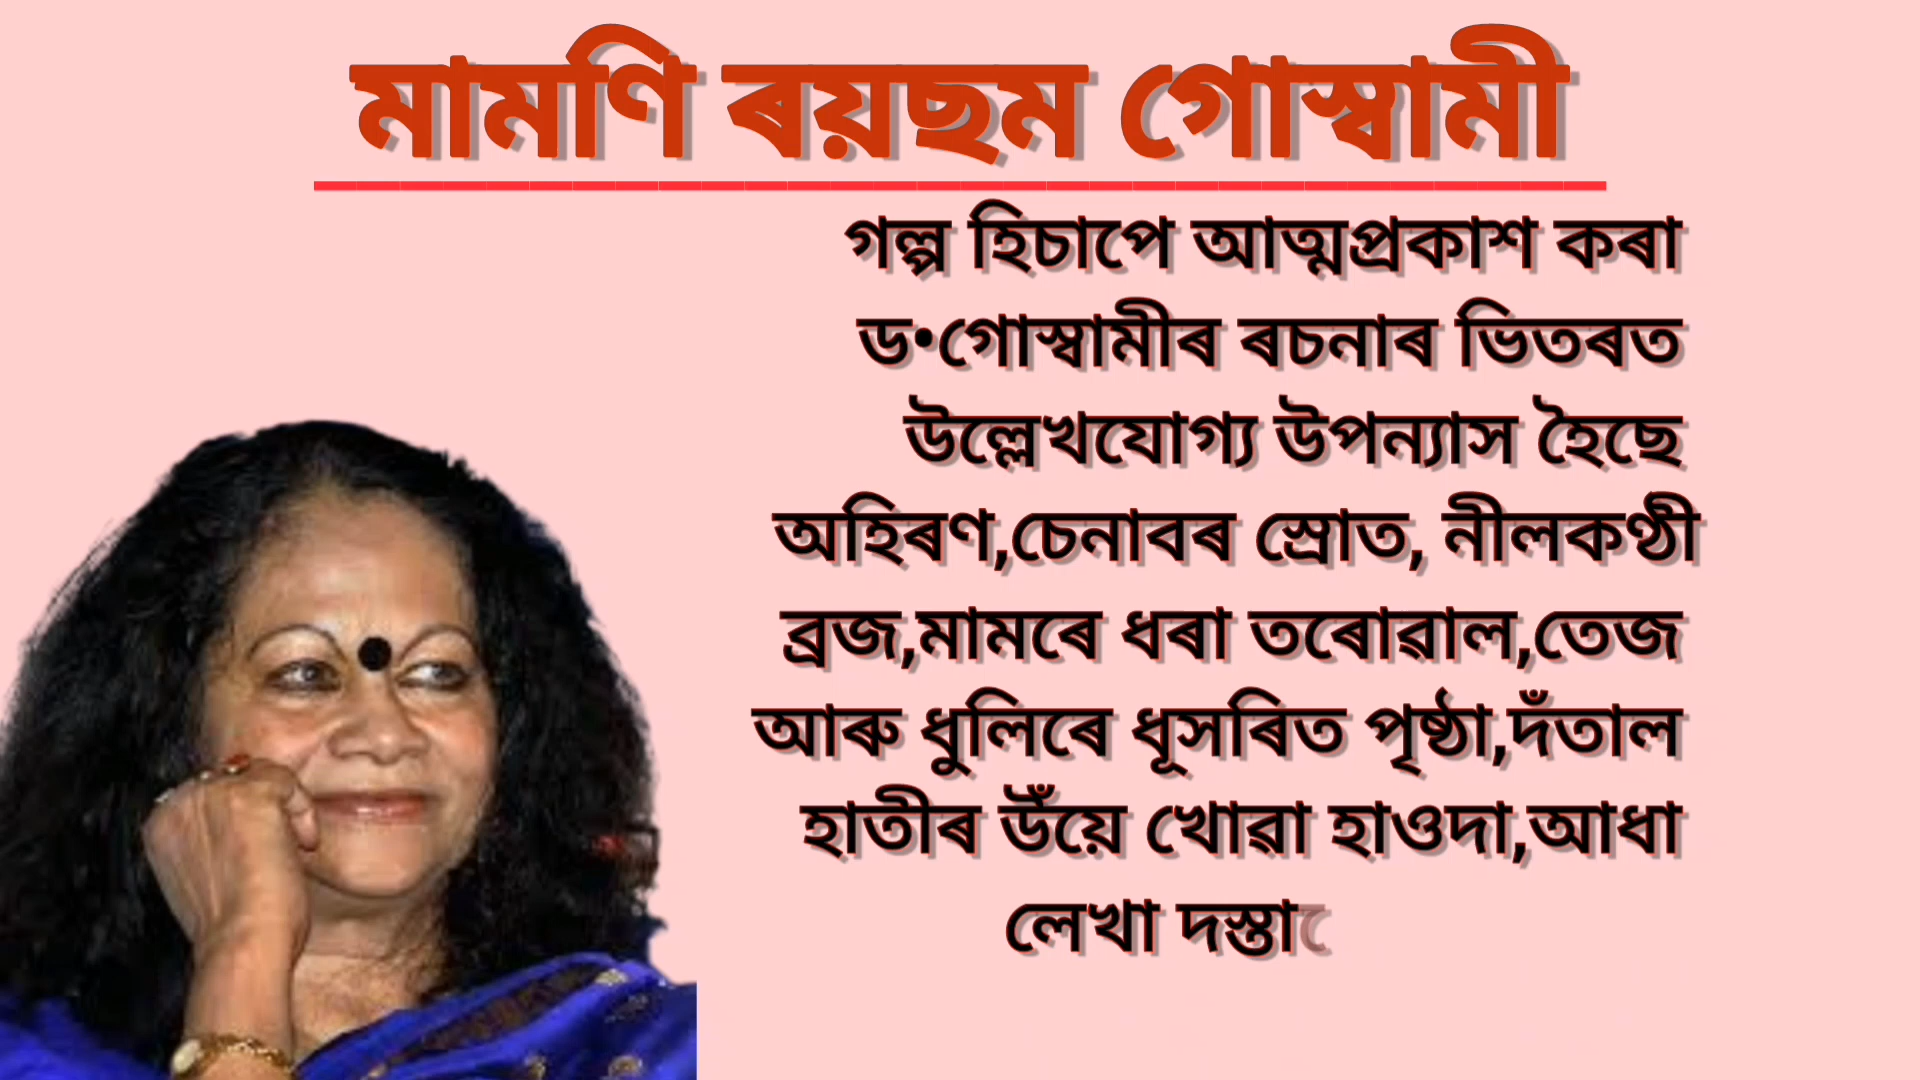 মামণি ৰয়ছম গোস্বামী
গল্প হিচাপে আত্মপ্ৰকাশ কৰা
ড•গোস্বামীৰ ৰচনাৰ ভিতৰত
উল্লেখযোগ্য উপন্যাস হৈছে
অহিৰণ,চেনাবৰ স্ৰোত, নীলকণ্ঠী
ব্ৰজ,মামৰে ধৰা তৰোৱাল,তেজ
আৰু ধুলিৰে ধূসৰিত পৃষ্ঠা,দঁতাল
হাতীৰ উঁয়ে খোৱা হাওদা,আধা
লেখা দস্তা